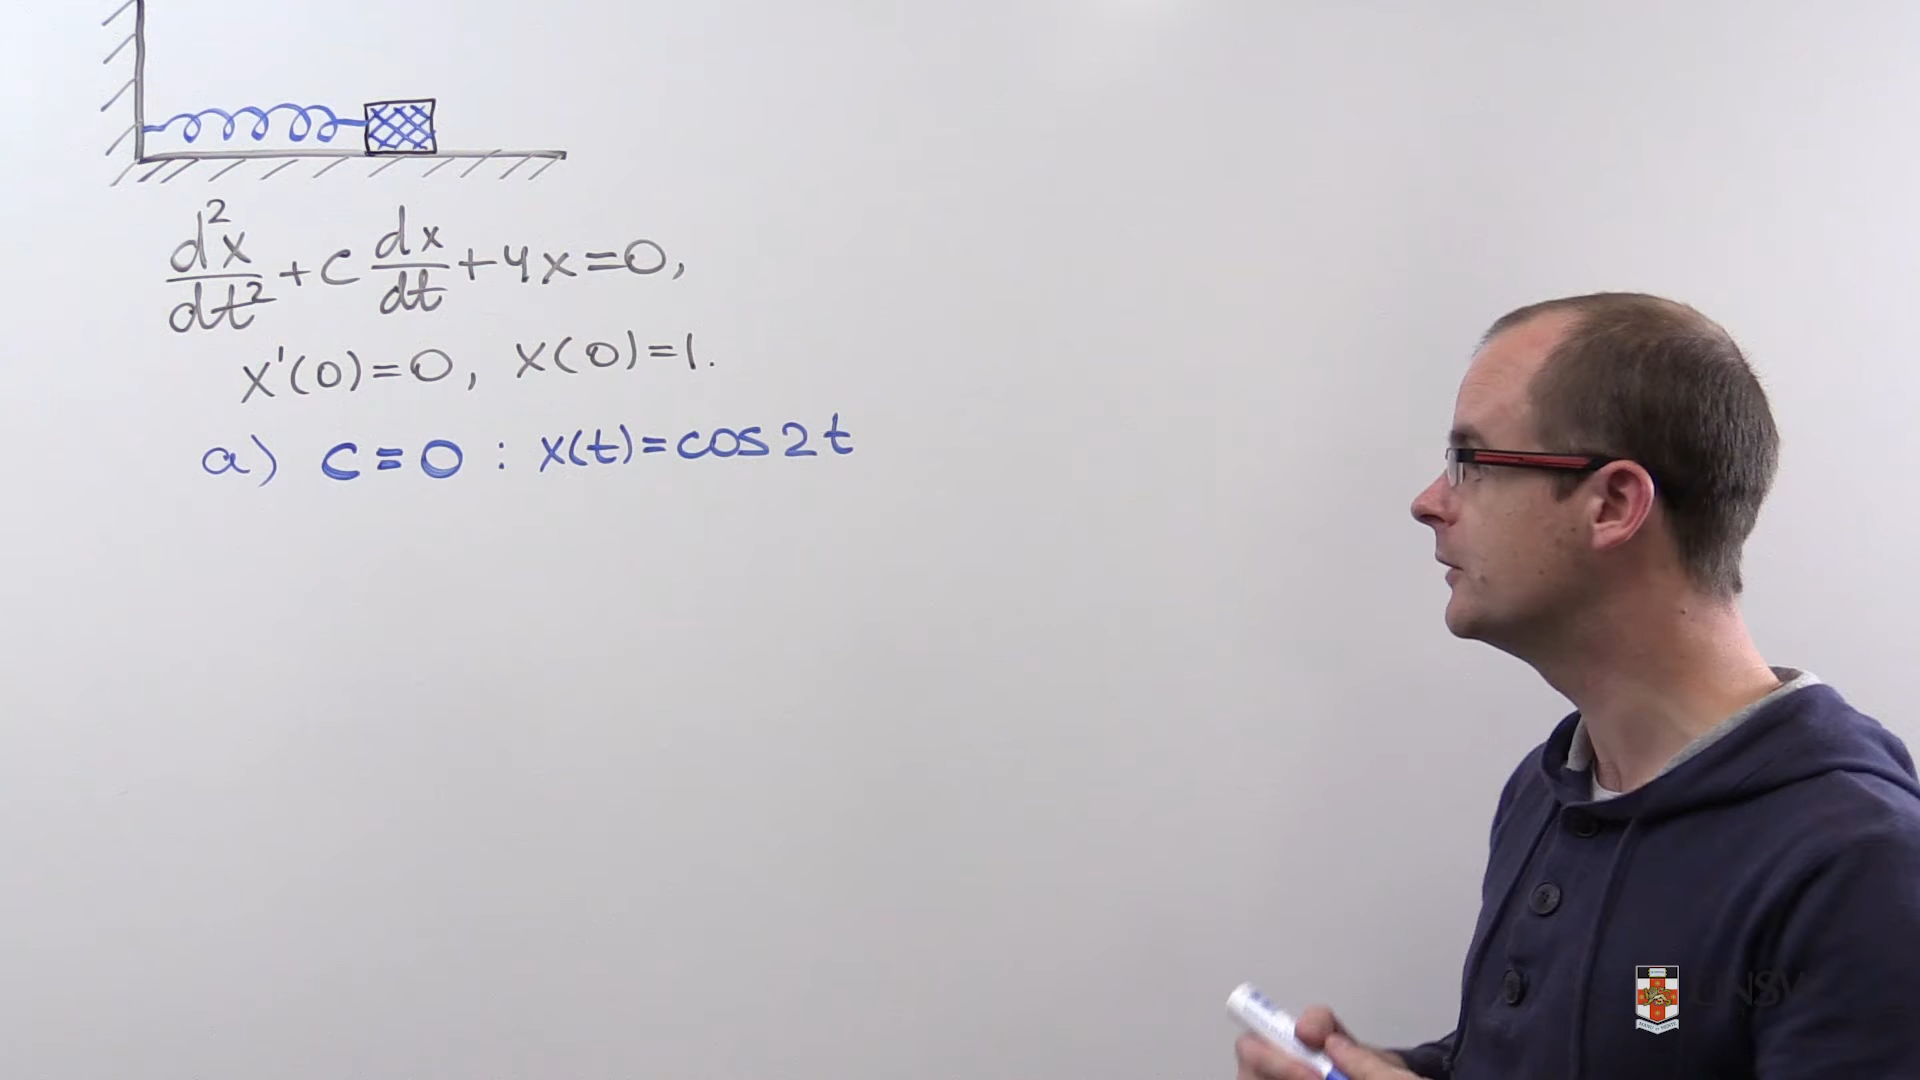 d²x/dt² + c dx/dt + 4x = 0,
x'(0) = 0, x(0) = 1.
a) c = 0 : x(t) = cos 2t
UNSW